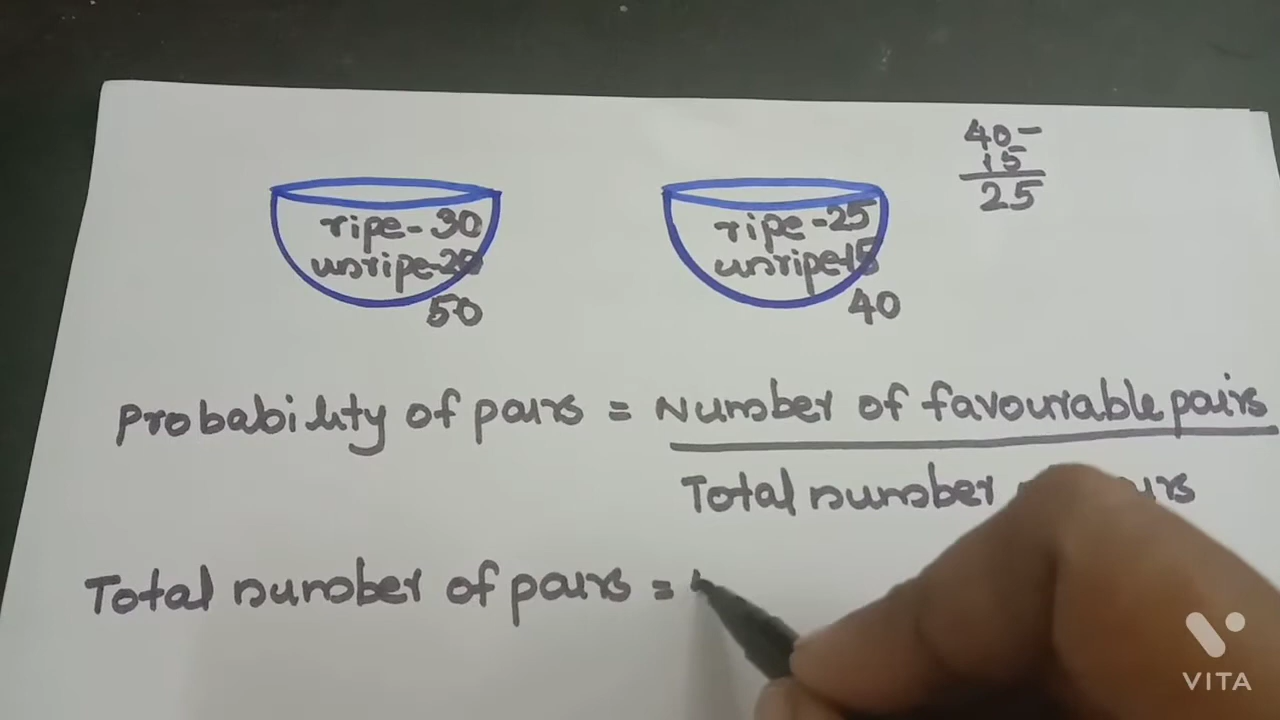 40-
15
25
ripe-30
unripe-20
50
ripe-25
unripe-15
40
Probability of pairs = Number of favourable pairs
Total number
Total number of pairs =
VITA